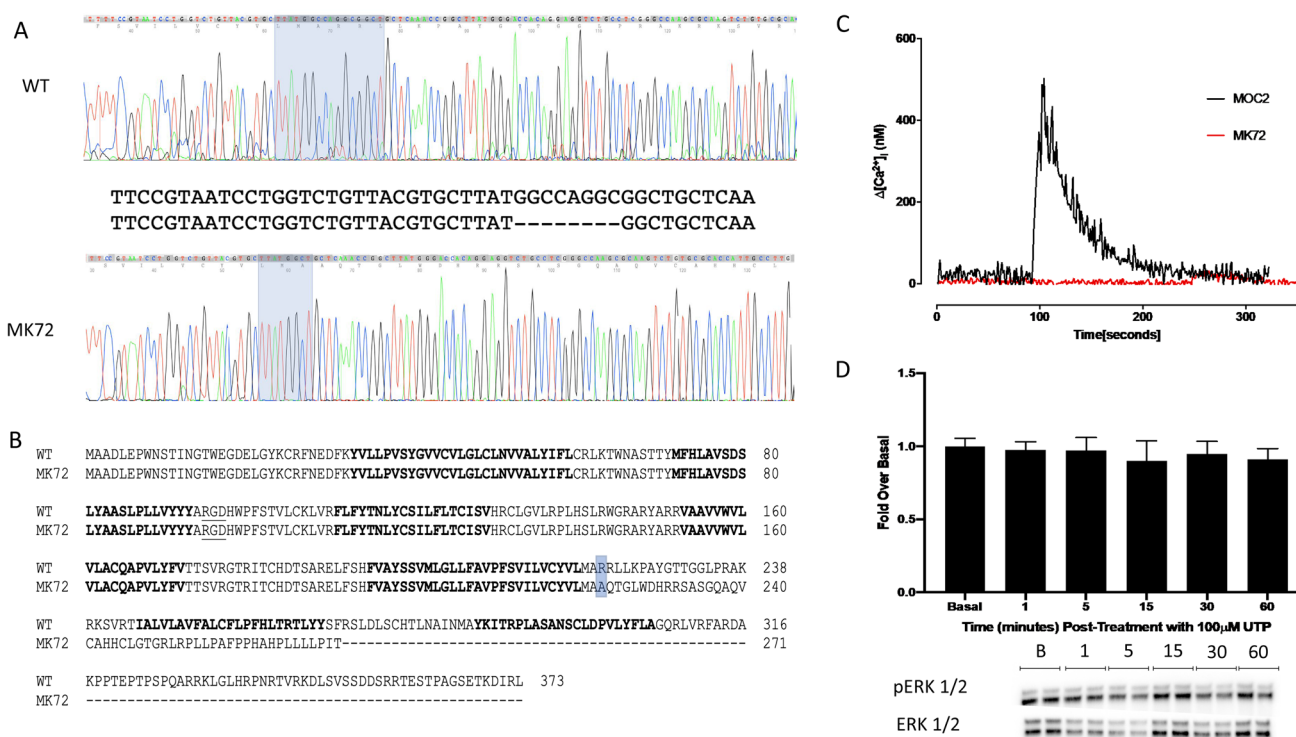 A
WT
TTCCGTAATCCTGGTCTGTTACGTGCTTATGGCCAGGCGGCTGCTCAA
TTCCGTAATCCTGGTCTGTTACGTGCTTAT--------GGCTGCTCAA
MK72
B
WT MAADLEPWNSTINGTWEGDELGYKCRFNEDFKYVLLPVSYGVVCVLGLCLNVVALYIFLCRLKTWNASTTYMFHLAVSDS 80
MK72 MAADLEPWNSTINGTWEGDELGYKCRFNEDFKYVLLPVSYGVVCVLGLCLNVVALYIFLCRLKTWNASTTYMFHLAVSDS 80
WT LYAASLPLLVYYYARGDHWPFSTVLCKLVRFLFYTNLYCSILFLTCISVHRCLGVLRPLHSLRWGRARYARRVAAVVWVL 160
MK72 LYAASLPLLVYYYARGDHWPFSTVLCKLVRFLFYTNLYCSILFLTCISVHRCLGVLRPLHSLRWGRARYARRVAAVVWVL 160
WT VLACQAPVLYFVTTSVRGTRITCHDTSARELFSHFVAYSSVMLGLLFAVPFSVILVCYVLMARRLLKPAYGTTGGLPRAK 238
MK72 VLACQAPVLYFVTTSVRGTRITCHDTSARELFSHFVAYSSVMLGLLFAVPFSVILVCYVLMAAQTGLWDHRRSASGQAQV 240
WT RKSVRTIALVLAVFALCFLPFHLTRTLYYSFRSLDLSCHTLNAINMAYKITRPLASANSCLDPVLYFLAGQRLVRFARDA 316
MK72 CAHHCLGTGRLRPLLPAFPPHAHPLLLLPIT------------------------------------------------- 271
WT KPPTEPTPSPQARRKLGLHRPNRTVRKDLSVSSDDSRRTESTPAGSETKDIRL 373
MK72 -----------------------------------------------------
C
600
400
200
0
Δ[Ca²⁺]ᵢ (nM)
0 100 200 300
Time[seconds]
MOC2
MK72
D
1.5
1.0
0.5
0.0
Fold Over Basal
Basal 1 5 15 30 60
Time (minutes) Post-Treatment with 100µM UTP
B 1 5 15 30 60
pERK 1/2
ERK 1/2